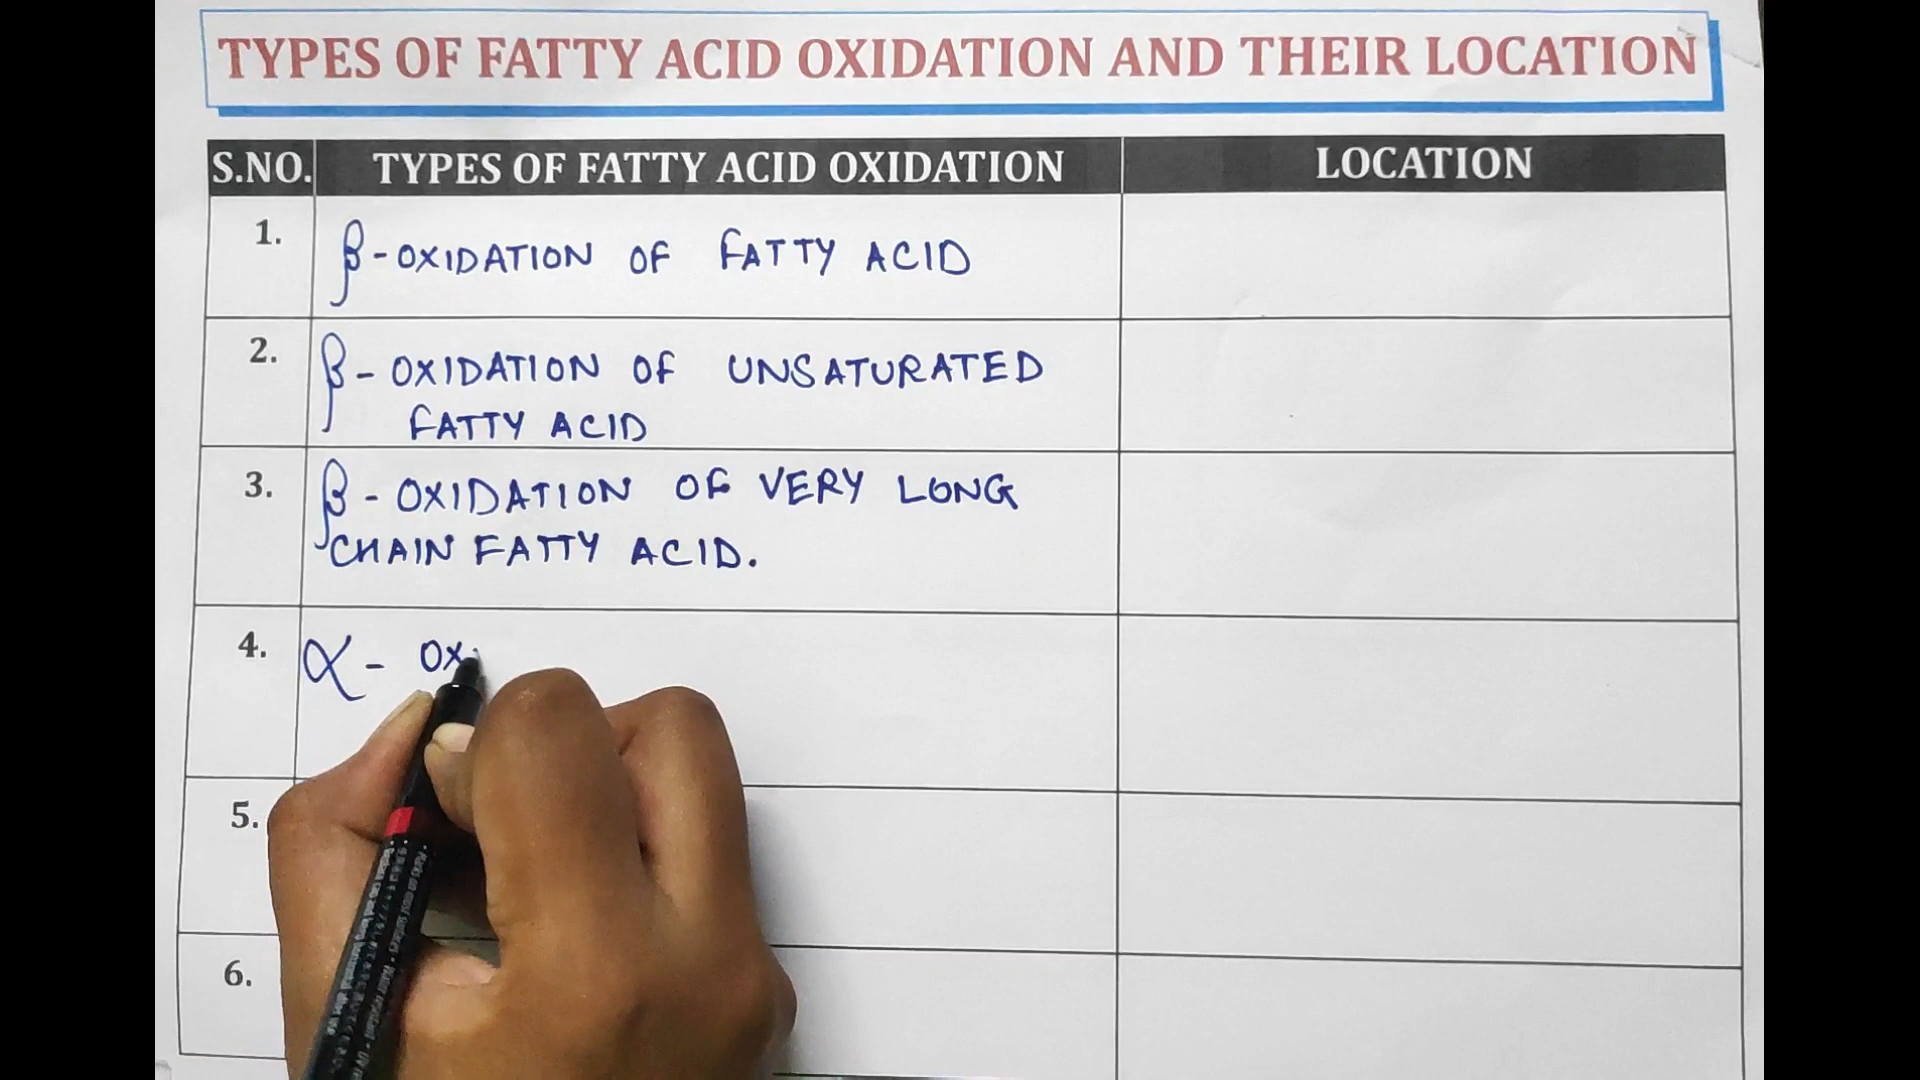 TYPES OF FATTY ACID OXIDATION AND THEIR LOCATION
S.NO. TYPES OF FATTY ACID OXIDATION LOCATION
1. β-OXIDATION OF FATTY ACID
2. β- OXIDATION OF UNSATURATED
FATTY ACID
3. β - OXIDATION OF VERY LONG
CHAIN FATTY ACID.
4. α - OX
5.
6.